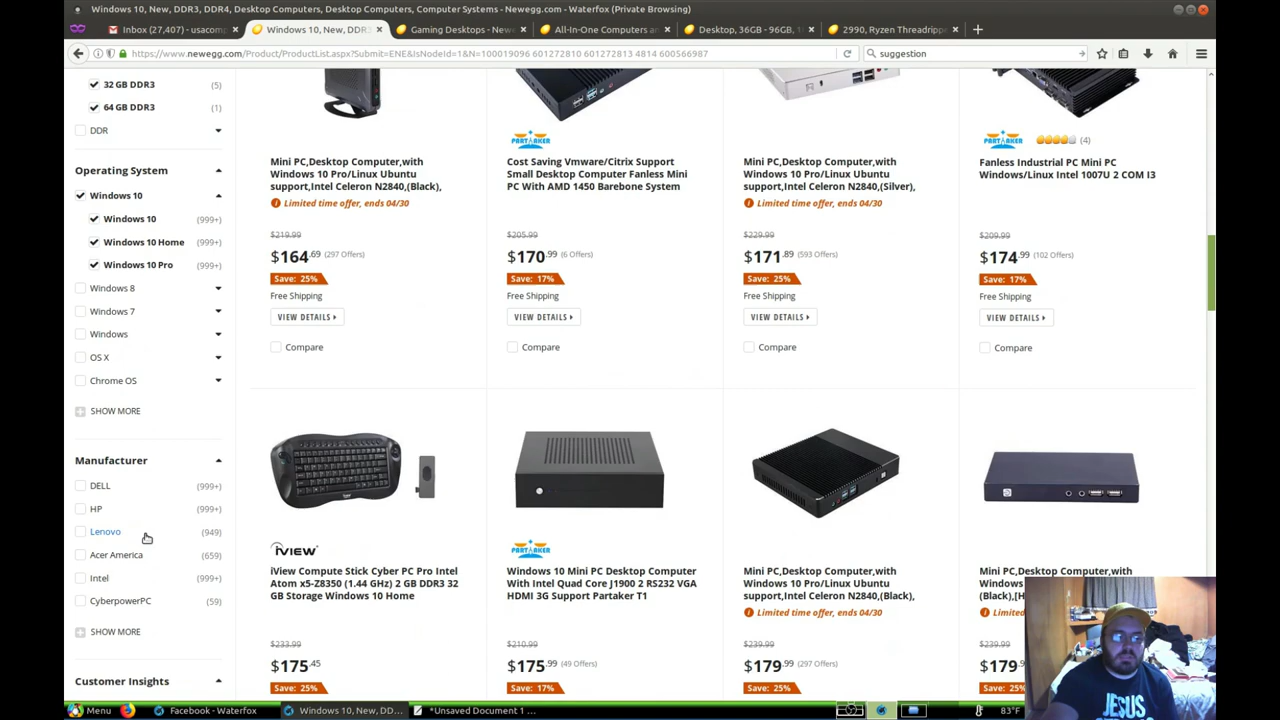 Windows 10, New, DDR3, DDR4, Desktop Computers, Desktop Computers, Computer Systems - Newegg.com - Waterfox (Private Browsing)
Inbox (27,407) - usacomp
Windows 10, New, DDR3, D
Gaming Desktops - Newe
All-In-One Computers an
Desktop, 36GB - 96GB, 
2990, Ryzen Threadripp
https://www.newegg.com/Product/ProductList.aspx?Submit=ENE&IsNodeId=1&N=100019096 601272810 601272813 4814 600566987
suggestion
32 GB DDR3 (5)
64 GB DDR3 (1)
DDR
Operating System
Windows 10
Windows 10 (999+)
Windows 10 Home (999+)
Windows 10 Pro (999+)
Windows 8
Windows 7
Windows
OS X
Chrome OS
SHOW MORE
Manufacturer
DELL (999+)
HP (999+)
Lenovo (949)
Acer America (659)
Intel (999+)
CyberpowerPC (59)
SHOW MORE
Customer Insights
Mini PC,Desktop Computer,with
Windows 10 Pro/Linux Ubuntu
support,Intel Celeron N2840,(Black),
Limited time offer, ends 04/30
$219.99
$164.69 (297 Offers)
Save: 25%
Free Shipping
VIEW DETAILS
Compare
PARTAKER
Cost Saving Vmware/Citrix Support
Small Desktop Computer Fanless Mini
PC With AMD 1450 Barebone System
$205.99
$170.99 (6 Offers)
Save: 17%
Free Shipping
VIEW DETAILS
Compare
PARTAKER
Mini PC,Desktop Computer,with
Windows 10 Pro/Linux Ubuntu
support,Intel Celeron N2840,(Silver),
Limited time offer, ends 04/30
$229.99
$171.89 (593 Offers)
Save: 25%
Free Shipping
VIEW DETAILS
Compare
PARTAKER (4)
Fanless Industrial PC Mini PC
Windows/Linux Intel 1007U 2 COM I3
$209.99
$174.99 (102 Offers)
Save: 17%
Free Shipping
VIEW DETAILS
Compare
iVIEW
iView Compute Stick Cyber PC Pro Intel
Atom x5-Z8350 (1.44 GHz) 2 GB DDR3 32
GB Storage Windows 10 Home
$233.99
$175.45
Save: 25%
PARTAKER
Windows 10 Mini PC Desktop Computer
With Intel Quad Core J1900 2 RS232 VGA
HDMI 3G Support Partaker T1
$210.99
$175.99 (49 Offers)
Save: 17%
Mini PC,Desktop Computer,with
Windows 10 Pro/Linux Ubuntu
support,Intel Celeron N2840,(Black),
Limited time offer, ends 04/30
$239.99
$179.99 (297 Offers)
Save: 25%
Mini PC,Desktop
Windows
(Black),[H
Limited
$239.99
$179.9
Save: 25%
JESUS
Menu
Facebook - Waterfox
Windows 10, New, DD...
*Unsaved Document 1 ...
83°F